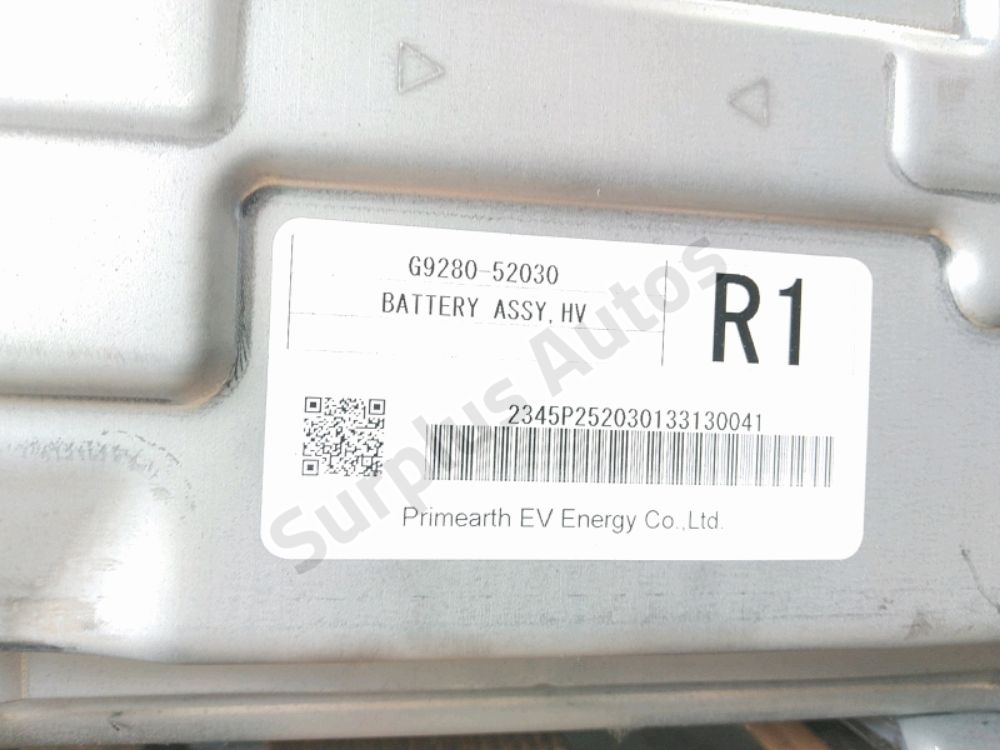 G9280-52030
BATTERY ASSY, HV
R1
2345P252030133130041
Primearth EV Energy Co.,Ltd.
Surplus Autos